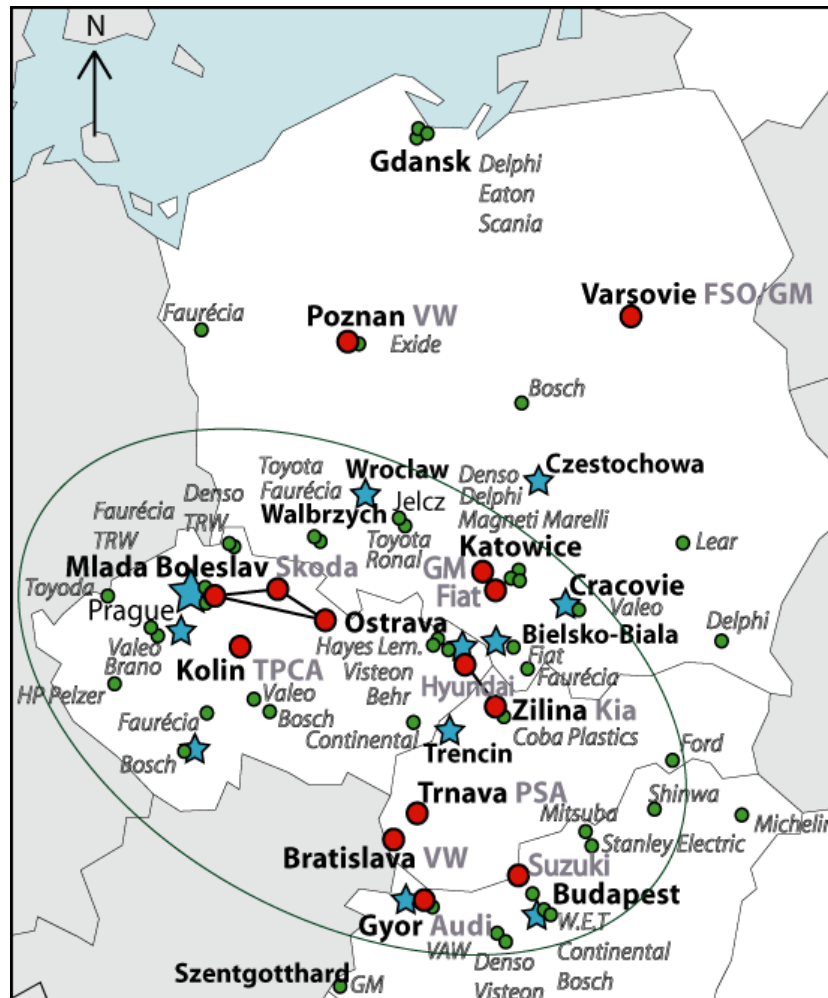 N
Gdansk Delphi
Eaton
Scania
Varsovie FSO/GM
Faurécia
Poznan VW
Exide
Bosch
Toyota
Faurécia
Wroclaw
Denso
Delphi
Magneti Marelli
Czestochowa
Denso
TRW
Faurécia
TRW
Walbrzych
Jelcz
Toyota
Ronal
Katowice
GM
Fiat
Lear
Mlada Boleslav Skoda
Toyoda
Prague
Cracovie
Valeo
Ostrava
Bielsko-Biala
Delphi
Valeo
Brano
Kolin TPCA
Hayes Lem.
Visteon
Behr
Fiat
Faurécia
Hyundai
HP Pelzer
Valeo
Bosch
Zilina Kia
Coba Plastics
Faurécia
Continental
Trencin
Bosch
Ford
Trnava PSA
Shinwa
Mitsuba
Michelin
Stanley Electric
Bratislava VW
Suzuki
Budapest
Gyor Audi
W.E.T
VAW
Continental
Bosch
Denso
Visteon
Szentgotthard
GM